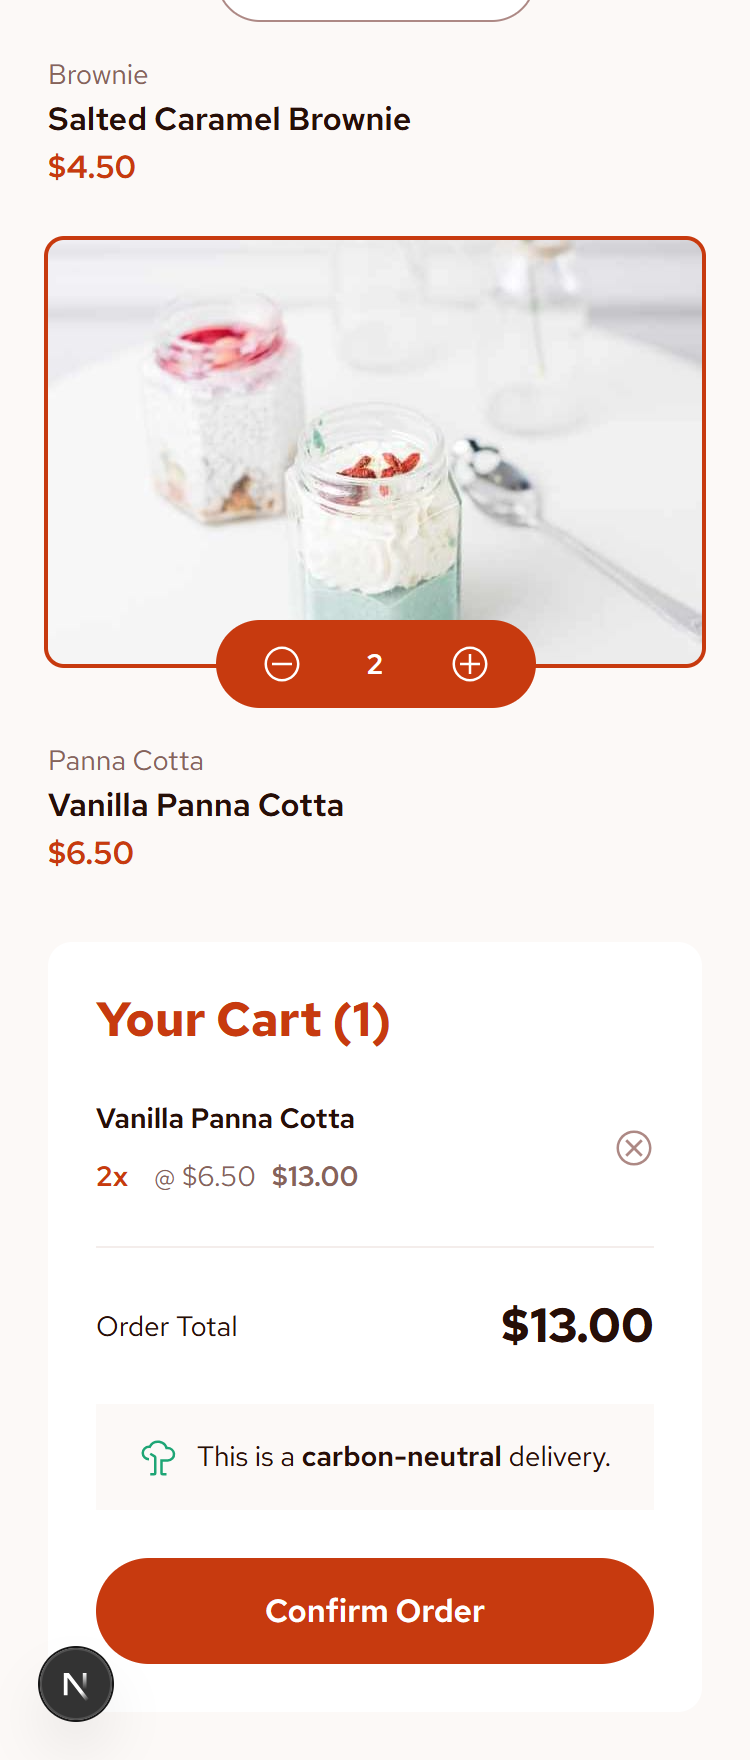 Brownie
Salted Caramel Brownie
$4.50
2
Panna Cotta
Vanilla Panna Cotta
$6.50
Your Cart (1)
Vanilla Panna Cotta
2x @ $6.50 $13.00
Order Total $13.00
This is a carbon-neutral delivery.
Confirm Order
N